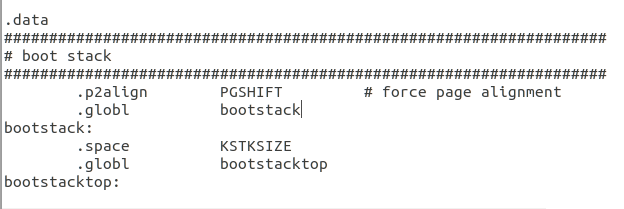 .data
###################################################################
# boot stack
###################################################################
.p2align PGSHIFT # force page alignment
.globl bootstack
bootstack:
.space KSTKSIZE
.globl bootstacktop
bootstacktop: